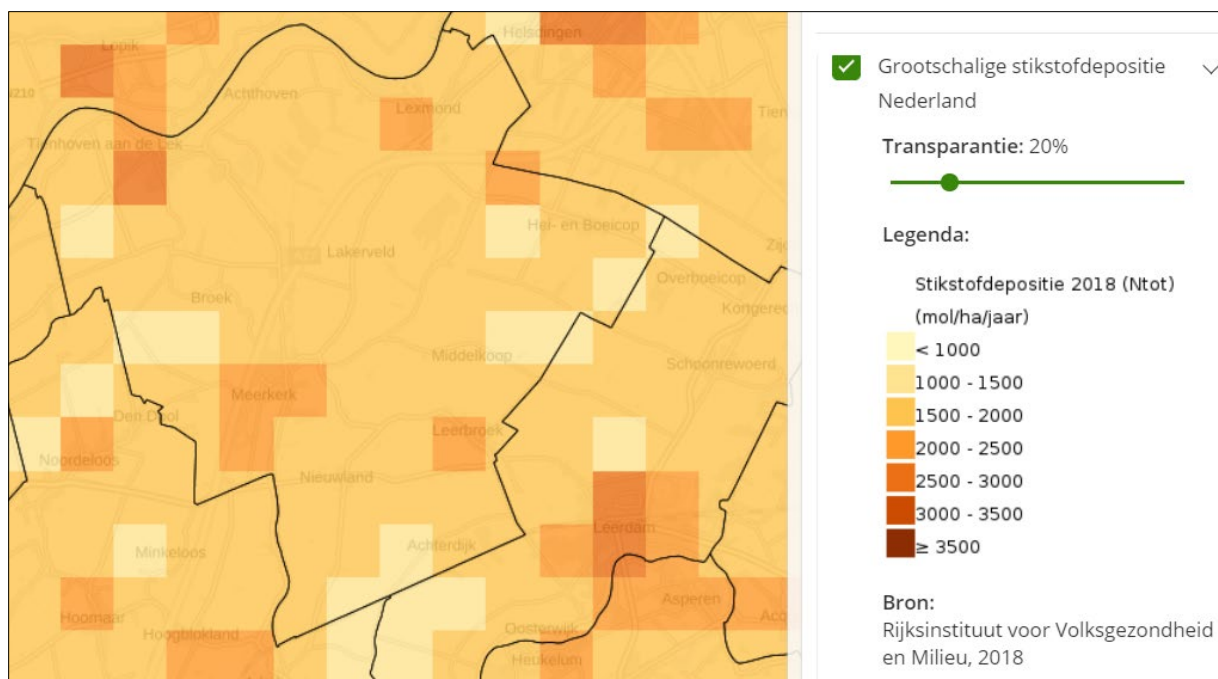 Helsdingen
Lopik
N210
Achthoven
Lexmond
Tienhoven aan de Lek
Hei- en Boeicop
Lakerveld
Overboeicop
Broek
Middelkoop
Schoonrewoerd
Meerkerk
Den Dool
Leerbroek
Noordeloos
Nieuwland
Leerdam
Minkeloos
Achterdijk
Asperen
Hoornaar
Hoogblokland
Oosterwijk
Heukelum
Grootschalige stikstofdepositie
Nederland
Transparantie: 20%
Legenda:
Stikstofdepositie 2018 (Ntot)
(mol/ha/jaar)
< 1000
1000 - 1500
1500 - 2000
2000 - 2500
2500 - 3000
3000 - 3500
≥ 3500
Bron:
Rijksinstituut voor Volksgezondheid
en Milieu, 2018